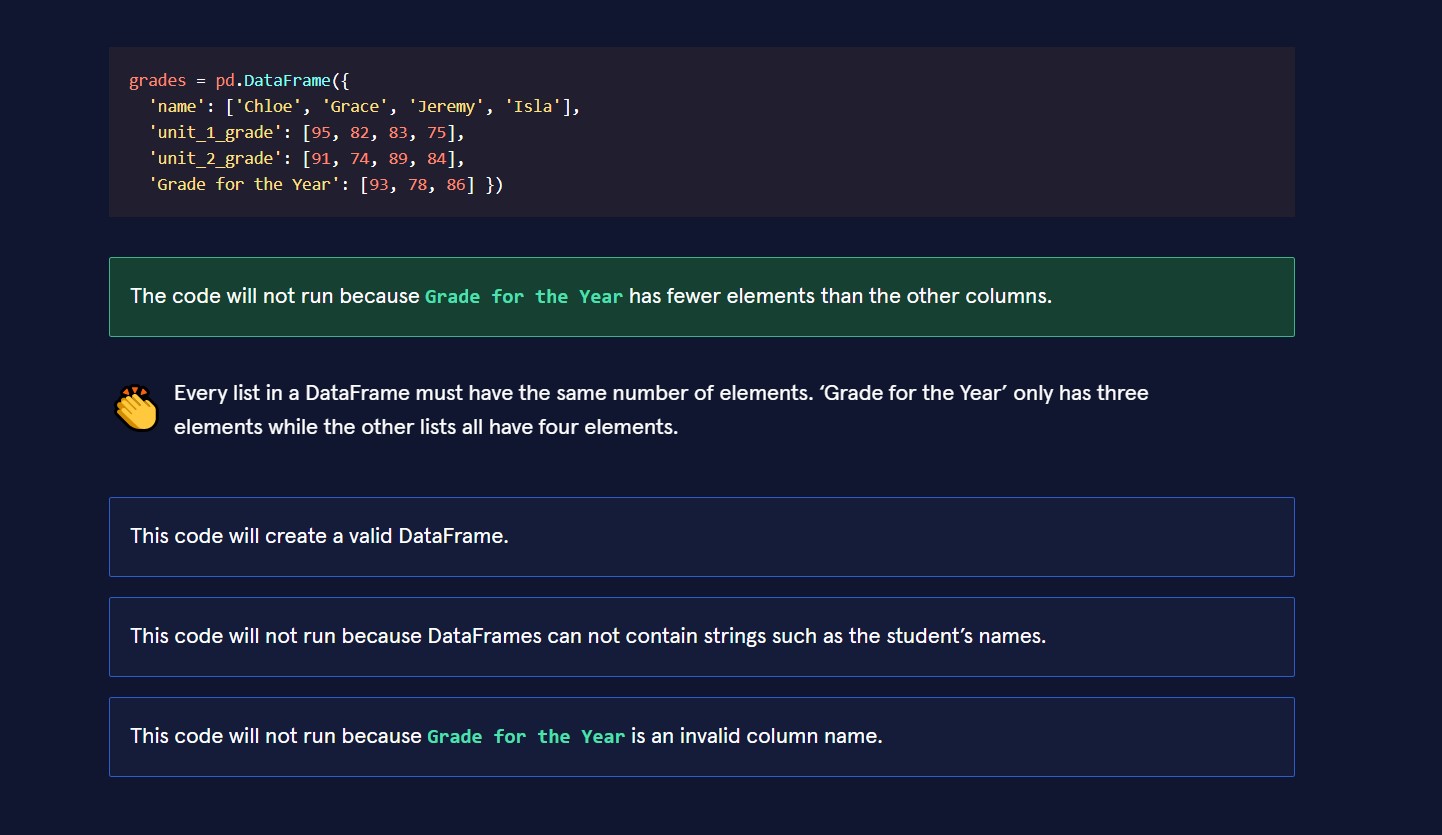 grades = pd.DataFrame({
'name': ['Chloe', 'Grace', 'Jeremy', 'Isla'],
'unit_1_grade': [95, 82, 83, 75],
'unit_2_grade': [91, 74, 89, 84],
'Grade for the Year': [93, 78, 86] })
The code will not run because Grade for the Year has fewer elements than the other columns.
Every list in a DataFrame must have the same number of elements. ‘Grade for the Year’ only has three
elements while the other lists all have four elements.
This code will create a valid DataFrame.
This code will not run because DataFrames can not contain strings such as the student’s names.
This code will not run because Grade for the Year is an invalid column name.